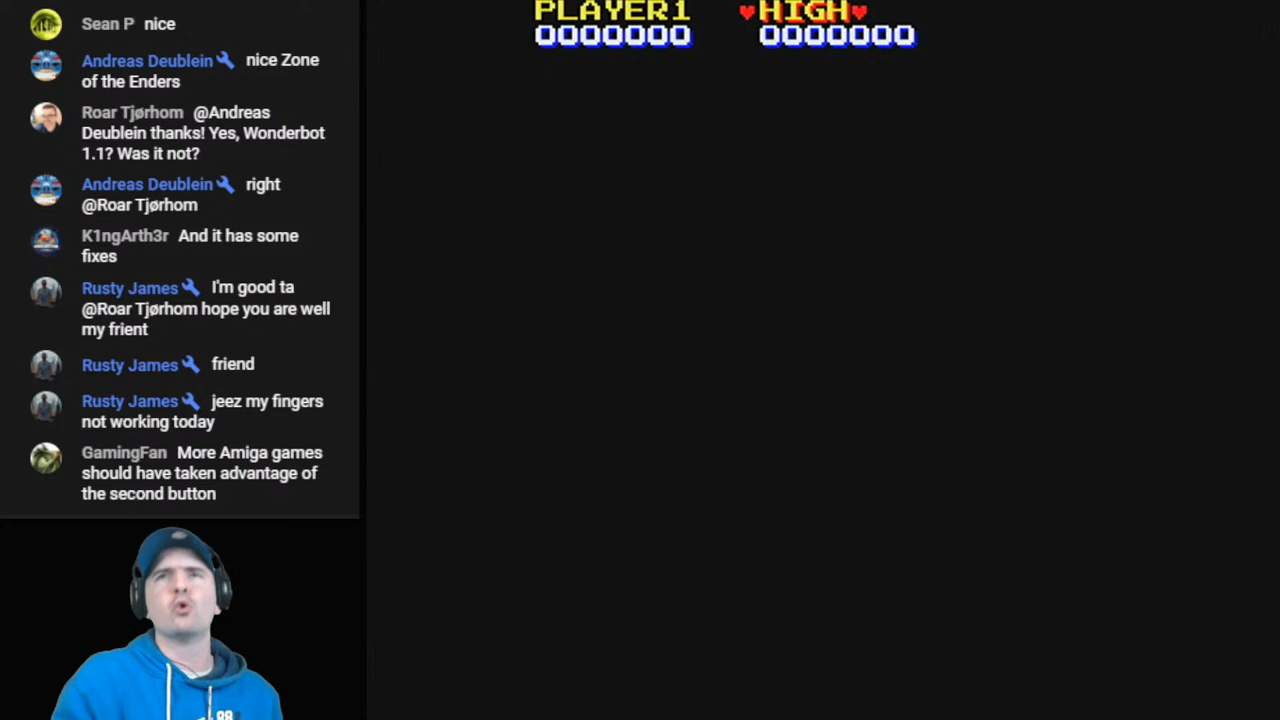 Sean P nice
Andreas Deublein nice Zone
of the Enders
Roar Tjørhom @Andreas
Deublein thanks! Yes, Wonderbot
1.1? Was it not?
Andreas Deublein right
@Roar Tjørhom
K1ngArth3r And it has some
fixes
Rusty James I'm good ta
@Roar Tjørhom hope you are well
my frient
Rusty James friend
Rusty James jeez my fingers
not working today
GamingFan More Amiga games
should have taken advantage of
the second button
PLAYER1 ♥HIGH♥
0000000 0000000